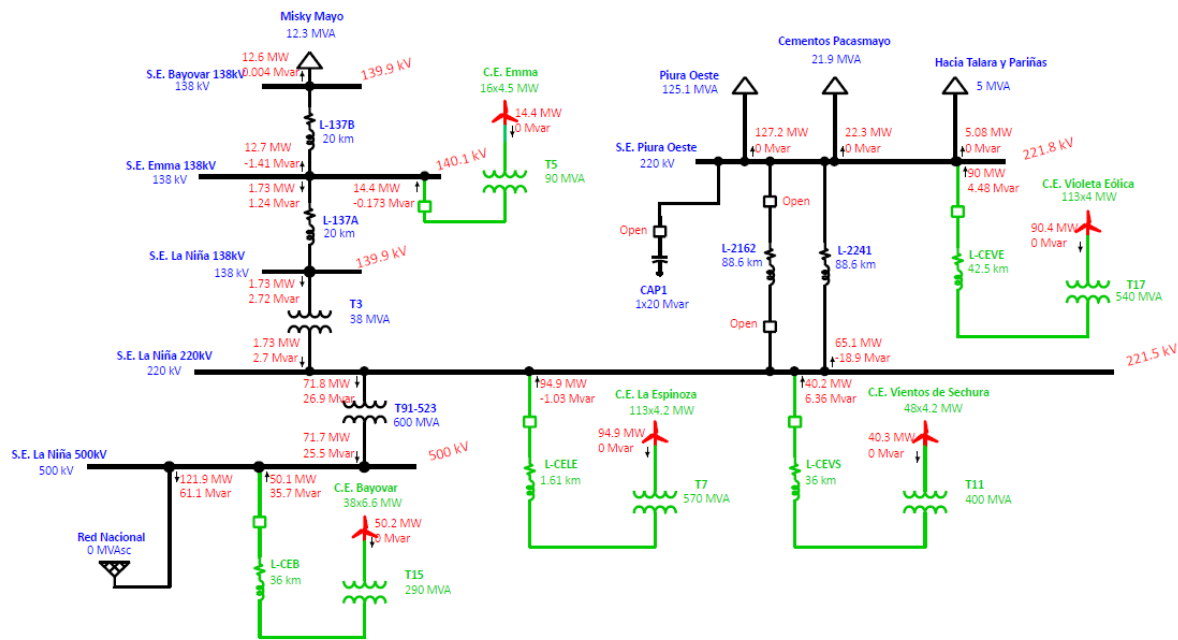 Misky Mayo
12.3 MVA
12.6 MW
0.004 Mvar
S.E. Bayovar 138kV
138 kV
139.9 kV
L-137B
20 km
C.E. Emma
16x4.5 MW
14.4 MW
0 Mvar
12.7 MW
-1.41 Mvar
S.E. Emma 138kV
138 kV
140.1 kV
T5
90 MVA
1.73 MW
1.24 Mvar
14.4 MW
-0.173 Mvar
L-137A
20 km
S.E. La Niña 138kV
138 kV
139.9 kV
1.73 MW
2.72 Mvar
T3
38 MVA
1.73 MW
2.7 Mvar
S.E. La Niña 220kV
220 kV
221.5 kV
71.8 MW
26.9 Mvar
T91-523
600 MVA
71.7 MW
25.5 Mvar
S.E. La Niña 500kV
500 kV
500 kV
121.9 MW
61.1 Mvar
50.1 MW
35.7 Mvar
C.E. Bayovar
38x6.6 MW
50.2 MW
0 Mvar
Red Nacional
0 MVAsc
L-CEB
36 km
T15
290 MVA
Piura Oeste
125.1 MVA
Cementos Pacasmayo
21.9 MVA
Hacia Talara y Pariñas
5 MVA
127.2 MW
0 Mvar
22.3 MW
0 Mvar
5.08 MW
0 Mvar
S.E. Piura Oeste
220 kV
221.8 kV
90 MW
4.48 Mvar
C.E. Violeta Eólica
113x4 MW
90.4 MW
0 Mvar
Open
Open
CAP1
1x20 Mvar
L-2162
88.6 km
L-2241
88.6 km
L-CEVE
42.5 km
T17
540 MVA
Open
65.1 MW
-18.9 Mvar
94.9 MW
-1.03 Mvar
C.E. La Espinoza
113x4.2 MW
94.9 MW
0 Mvar
L-CELE
1.61 km
T7
570 MVA
40.2 MW
6.36 Mvar
C.E. Vientos de Sechura
48x4.2 MW
40.3 MW
0 Mvar
L-CEVS
36 km
T11
400 MVA